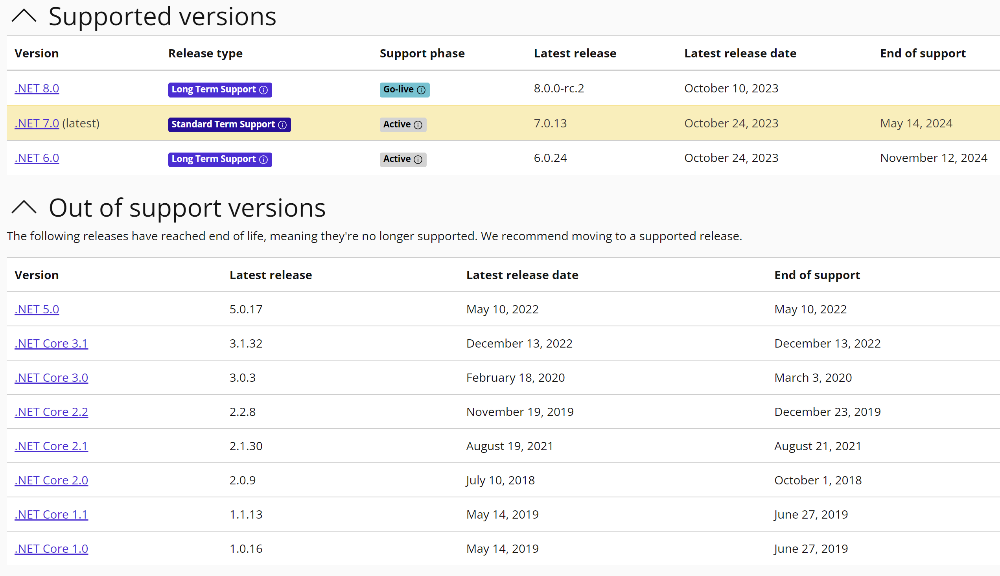 Supported versions
Version Release type Support phase Latest release Latest release date End of support
.NET 8.0 Long Term Support Go-live 8.0.0-rc.2 October 10, 2023
.NET 7.0 (latest) Standard Term Support Active 7.0.13 October 24, 2023 May 14, 2024
.NET 6.0 Long Term Support Active 6.0.24 October 24, 2023 November 12, 2024
Out of support versions
The following releases have reached end of life, meaning they're no longer supported. We recommend moving to a supported release.
Version Latest release Latest release date End of support
.NET 5.0 5.0.17 May 10, 2022 May 10, 2022
.NET Core 3.1 3.1.32 December 13, 2022 December 13, 2022
.NET Core 3.0 3.0.3 February 18, 2020 March 3, 2020
.NET Core 2.2 2.2.8 November 19, 2019 December 23, 2019
.NET Core 2.1 2.1.30 August 19, 2021 August 21, 2021
.NET Core 2.0 2.0.9 July 10, 2018 October 1, 2018
.NET Core 1.1 1.1.13 May 14, 2019 June 27, 2019
.NET Core 1.0 1.0.16 May 14, 2019 June 27, 2019